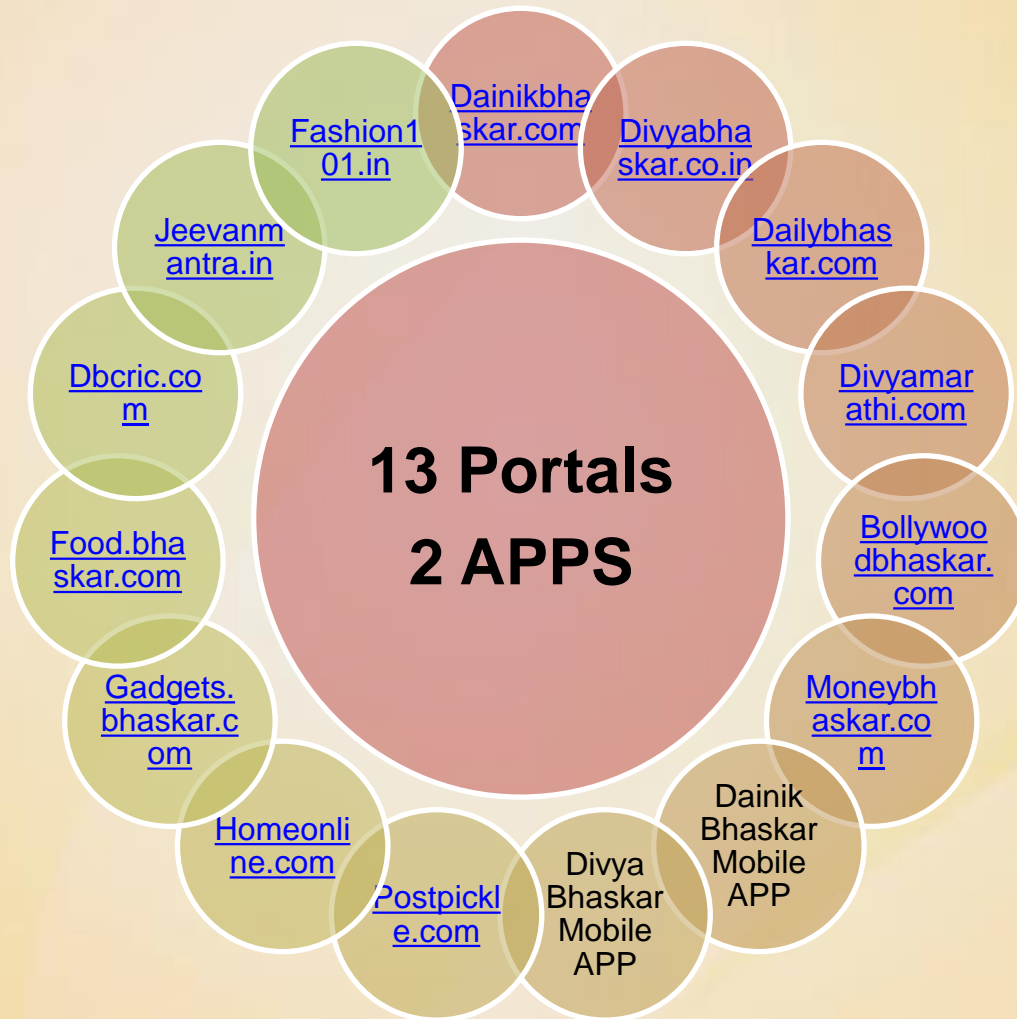 Dainikbha
skar.com
Divyabha
skar.co.in
Dailybhas
kar.com
Divyamar
athi.com
Bollywoo
dbhaskar.
com
Moneybh
askar.co
m
Dainik
Bhaskar
Mobile
APP
Divya
Bhaskar
Mobile
APP
Postpickl
e.com
Homeonli
ne.com
Gadgets.
bhaskar.c
om
Food.bha
skar.com
Dbcric.co
m
Jeevanm
antra.in
Fashion1
01.in
13 Portals
2 APPS